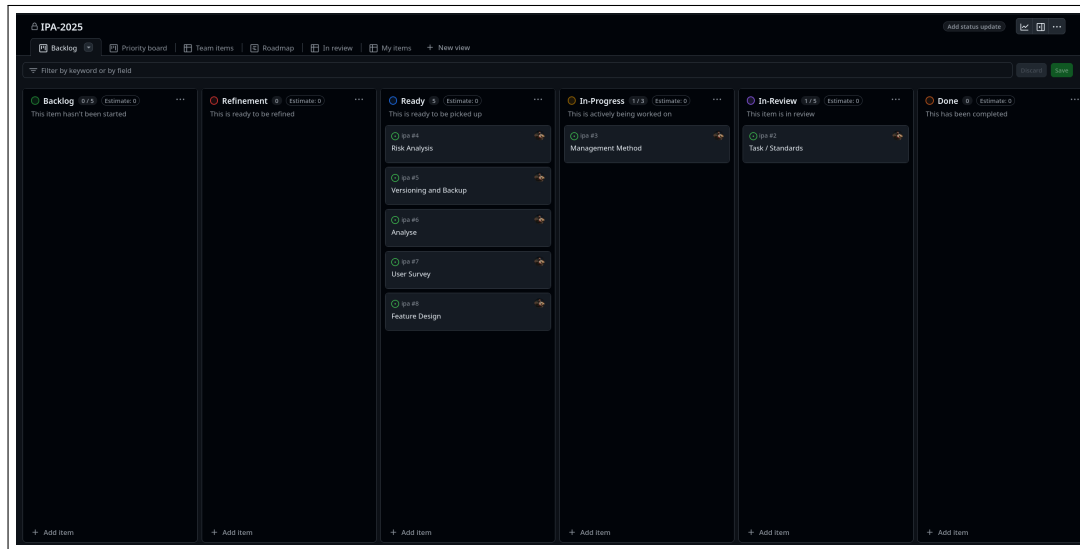 IPA-2025
Add status update
Backlog
Priority board
Team items
Roadmap
In review
My items
+ New view
Filter by keyword or by field
Discard
Save
Backlog 0 / 5 Estimate: 0
This item hasn't been started
+ Add item
Refinement 0 Estimate: 0
This is ready to be refined
+ Add item
Ready 5 Estimate: 0
This is ready to be picked up
ipa #4
Risk Analysis
ipa #5
Versioning and Backup
ipa #6
Analyse
ipa #7
User Survey
ipa #8
Feature Design
+ Add item
In-Progress 1 / 3 Estimate: 0
This is actively being worked on
ipa #3
Management Method
+ Add item
In-Review 1 / 5 Estimate: 0
This item is in review
ipa #2
Task / Standards
+ Add item
Done 0 Estimate: 0
This has been completed
+ Add item